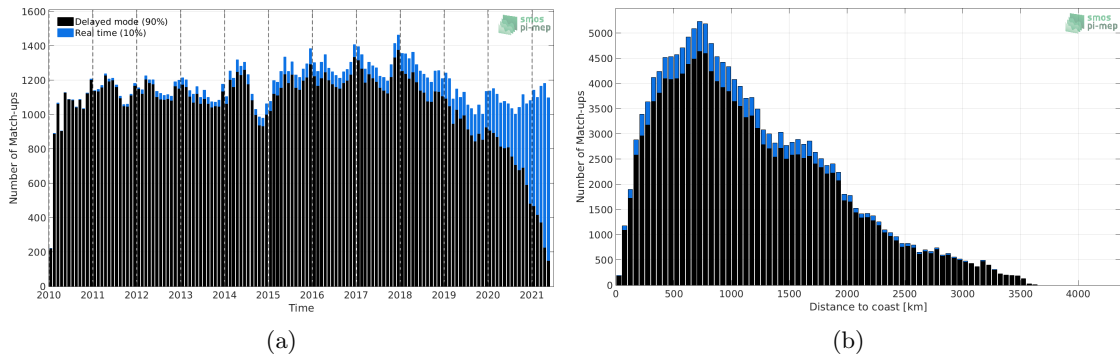 Delayed mode (90%)
Real time (10%)
smos
pi-mep
1600
1400
1200
1000
800
600
400
200
0
Number of Match-ups
2010 2011 2012 2013 2014 2015 2016 2017 2018 2019 2020 2021
Time
(a)
smos
pi-mep
5000
4500
4000
3500
3000
2500
2000
1500
1000
500
0
Number of Match-ups
0 500 1000 1500 2000 2500 3000 3500 4000
Distance to coast [km]
(b)